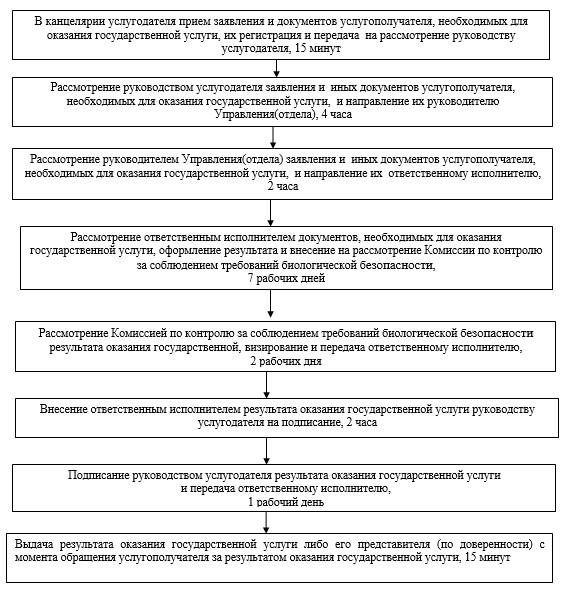 В канцелярии услугодателя прием заявления и документов услугополучателя, необходимых для
оказания государственной услуги, их регистрация и передача на рассмотрение руководству
услугодателя, 15 минут
Рассмотрение руководством услугодателя заявления и иных документов услугополучателя,
необходимых для оказания государственной услуги, и направление их руководителю
Управления(отдела), 4 часа
Рассмотрение руководителем Управления(отдела) заявления и иных документов услугополучателя,
необходимых для оказания государственной услуги, и направление их ответственному исполнителю,
2 часа
Рассмотрение ответственным исполнителем документов, необходимых для оказания
государственной услуги, оформление результата и внесение на рассмотрение Комиссии по контролю
за соблюдением требований биологической безопасности,
7 рабочих дней
Рассмотрение Комиссией по контролю за соблюдением требований биологической безопасности
результата оказания государственной, визирование и передача ответственному исполнителю,
2 рабочих дня
Внесение ответственным исполнителем результата оказания государственной услуги руководству
услугодателя на подписание, 2 часа
Подписание руководством услугодателя результата оказания государственной услуги
и передача ответственному исполнителю,
1 рабочий день
Выдача результата оказания государственной услуги либо его представителя (по доверенности) с
момента обращения услугополучателя за результатом оказания государственной услуги, 15 минут